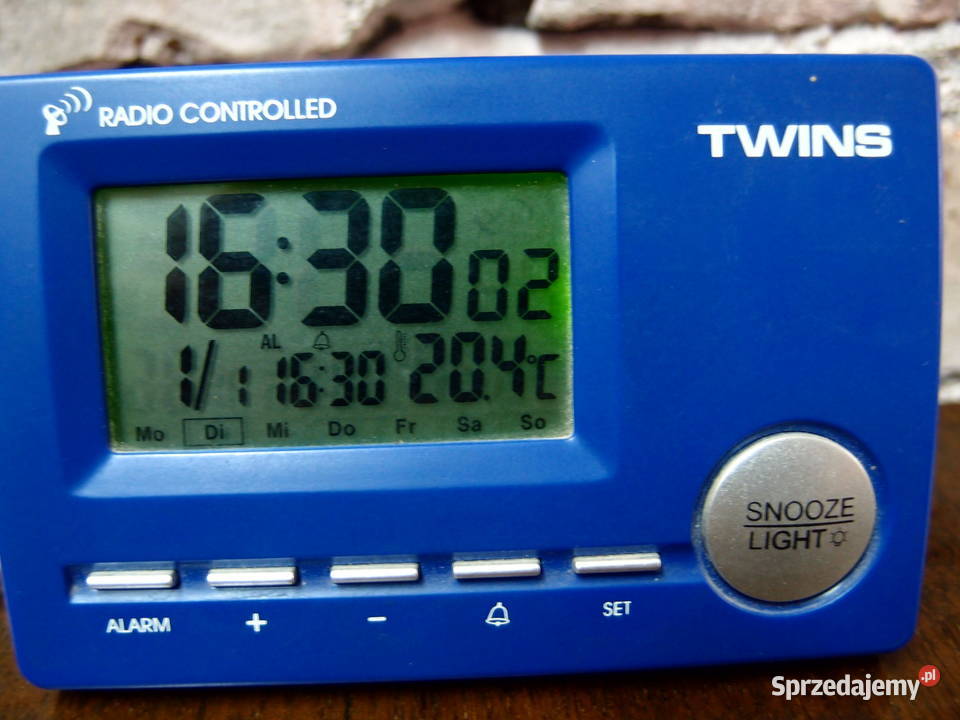 RADIO CONTROLLED
TWINS
16:30 02
AL
1/1 16:30 20.4°C
Mo Di Mi Do Fr Sa So
SNOOZE
LIGHT
ALARM + - SET
Sprzedajemy.pl